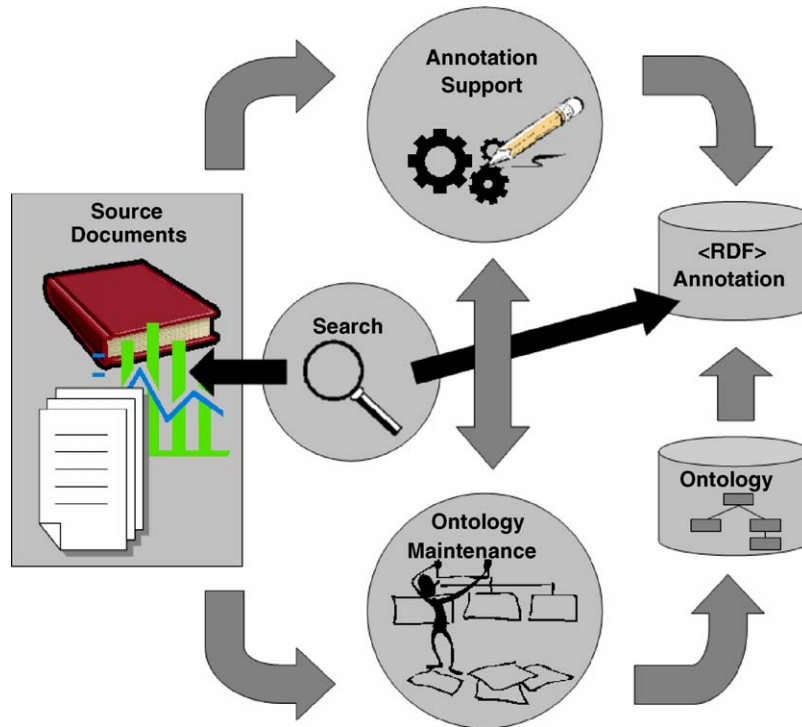 Annotation
Support
Source
Documents
<RDF>
Annotation
Search
Ontology
Ontology
Maintenance